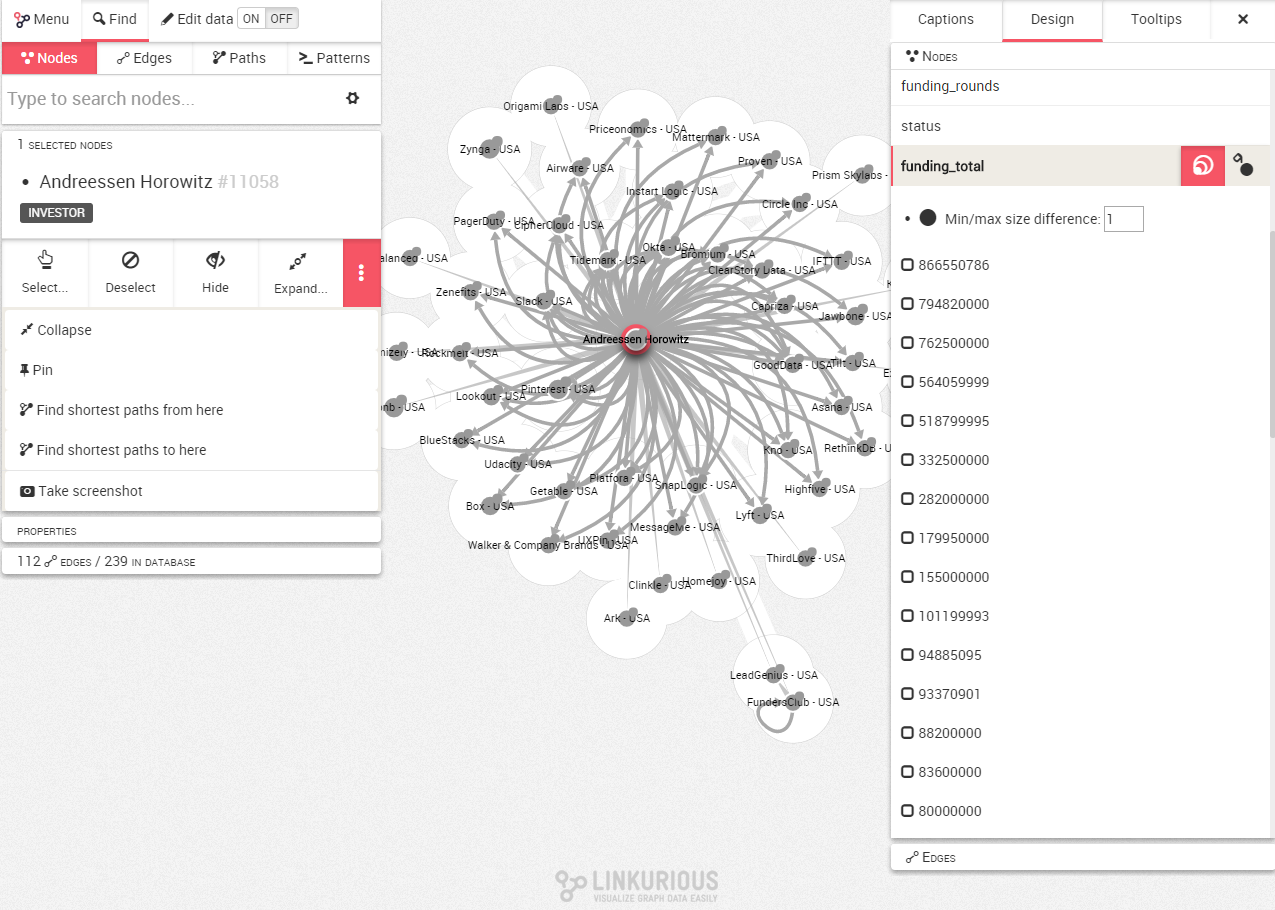 Menu
Find
Edit data ON OFF
Nodes
Edges
Paths
Patterns
Type to search nodes...
1 SELECTED NODES
• Andreessen Horowitz #11058
INVESTOR
Select...
Deselect
Hide
Expand...
Collapse
Pin
Find shortest paths from here
Find shortest paths to here
Take screenshot
PROPERTIES
112 EDGES / 239 IN DATABASE
Origami Labs - USA
Priceonomics - USA
Mattermark - USA
Zynga - USA
Airware - USA
Proven - USA
Prism Skylabs -
Instart Logic - USA
Circle Inc - USA
PagerDuty - USA
CipherCloud - USA
Okta - USA
Bromium - USA
Tidemark - USA
ClearStory Data - USA
IFTTT - USA
alanced - USA
Zenefits - USA
Slack - USA
Capriza - USA
Jawbone - USA
Andreessen Horowitz
mizely - USA
Rockmelt - USA
GoodData - USA
Tilt - USA
Pinterest - USA
Lookout - USA
nb - USA
Asana - USA
BlueStacks - USA
Kno - USA
RethinkDB - U
Udacity - USA
Platfora - USA
SnapLogic - USA
Getable - USA
Highfive - USA
Box - USA
Lyft - USA
MessageMe - USA
UXPin - USA
Walker & Company Brands - USA
ThirdLove - USA
Clinkle - USA
Homejoy - USA
Ark - USA
LeadGenius - USA
FundersClub - USA
LINKURIOUS
VISUALIZE GRAPH DATA EASILY
Captions
Design
Tooltips
NODES
funding_rounds
status
funding_total
• Min/max size difference: 1
866550786
794820000
762500000
564059999
518799995
332500000
282000000
179950000
155000000
101199993
94885095
93370901
88200000
83600000
80000000
EDGES